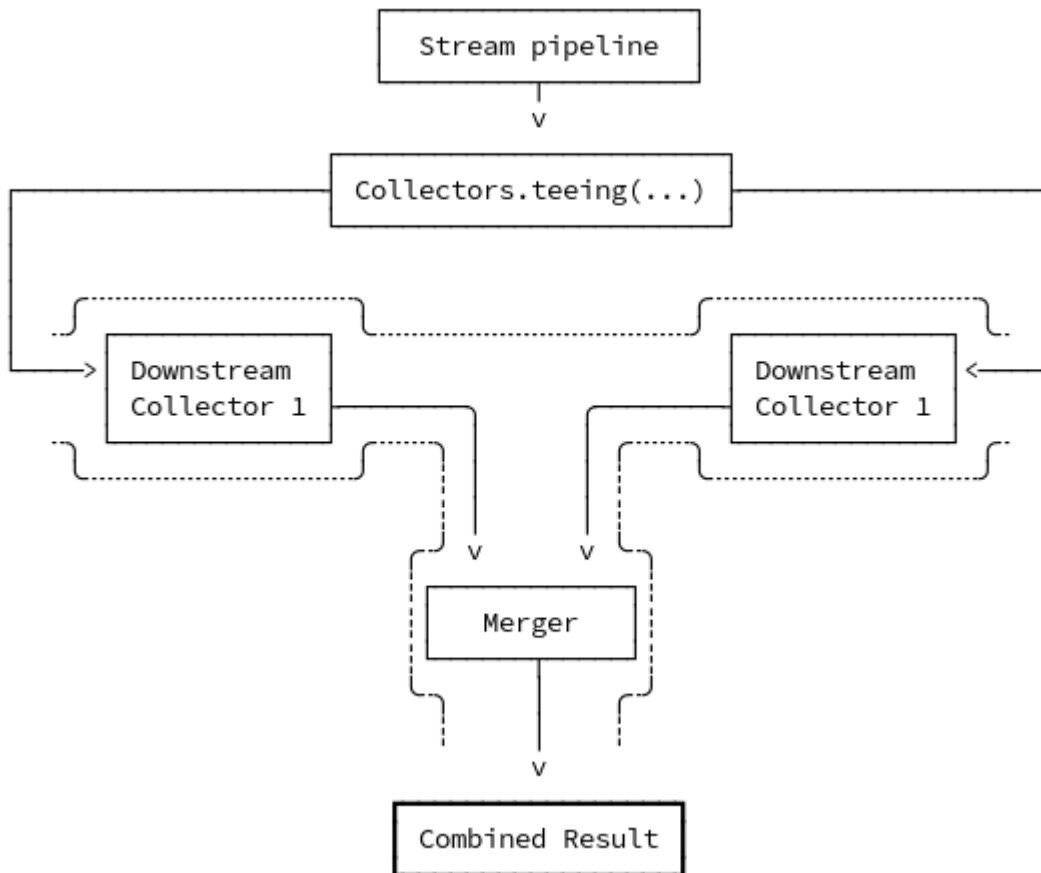 Stream pipeline
Collectors.teeing(...)
Downstream
Collector 1
Downstream
Collector 1
Merger
Combined Result